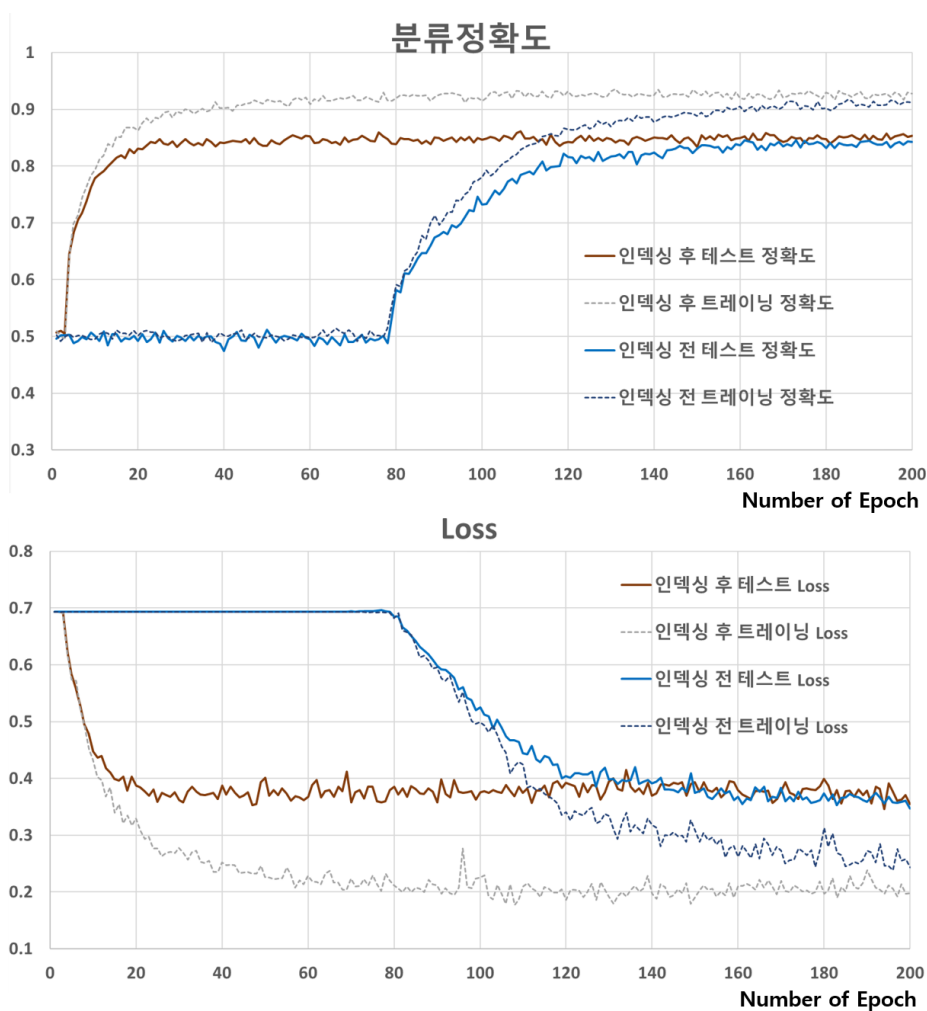 분류정확도
1
0.9
0.8
0.7
0.6
0.5
0.4
0.3
인덱싱 후 테스트 정확도
인덱싱 후 트레이닝 정확도
인덱싱 전 테스트 정확도
인덱싱 전 트레이닝 정확도
0 20 40 60 80 100 120 140 160 180 200
Number of Epoch
Loss
0.8
0.7
0.6
0.5
0.4
0.3
0.2
0.1
인덱싱 후 테스트 Loss
인덱싱 후 트레이닝 Loss
인덱싱 전 테스트 Loss
인덱싱 전 트레이닝 Loss
0 20 40 60 80 100 120 140 160 180 200
Number of Epoch